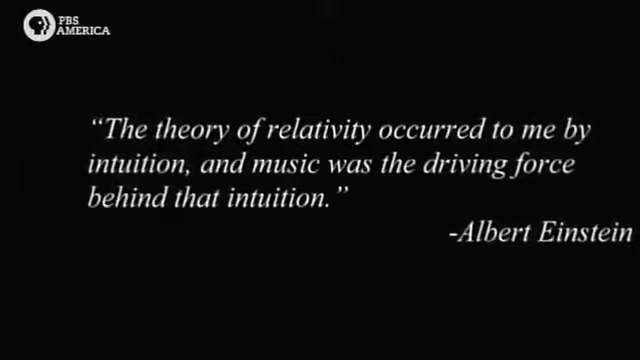 PBS
AMERICA
“The theory of relativity occurred to me by
intuition, and music was the driving force
behind that intuition.”
-Albert Einstein